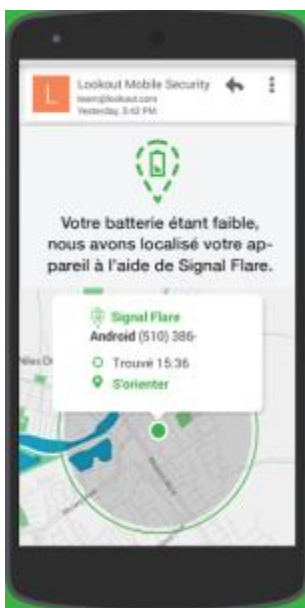 L
Lookout Mobile Security
team@lookout.com
Yesterday, 5:42 PM
Votre batterie étant faible,
nous avons localisé votre ap-
pareil à l'aide de Signal Flare.
Signal Flare
Android (510) 386-
Trouvé 15:36
S'orienter